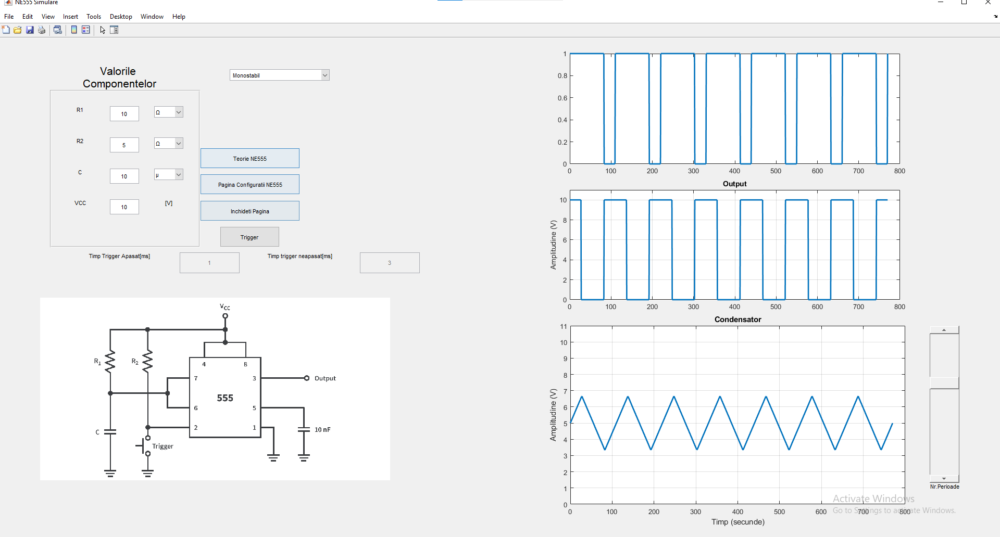 NE555 Simulare
File Edit View Insert Tools Desktop Window Help
Valorile
Componentelor
Monostabil
R1 10 Ω
R2 5 Ω
C 10 µ
VCC 10 [V]
Teorie NE555
Pagina Configuratii NE555
Inchideti Pagina
Trigger
Timp Trigger Apasat[ms] 1 Timp trigger neapasat[ms] 3
VCC
R1 R2 4 8
7 3 Output
555
6 5
C 2 1 10 nF
Trigger
1
0.8
0.6
0.4
0.2
0
0 100 200 300 400 500 600 700 800
Output
10
8
6
4
2
0
Amplitudine (V)
0 100 200 300 400 500 600 700 800
Condensator
11
10
9
8
7
6
5
4
3
2
1
0
Amplitudine (V)
0 100 200 300 400 500 600 700 800
Timp (secunde)
Nr.Perioade
Activate Windows
Go to Settings to activate Windows.